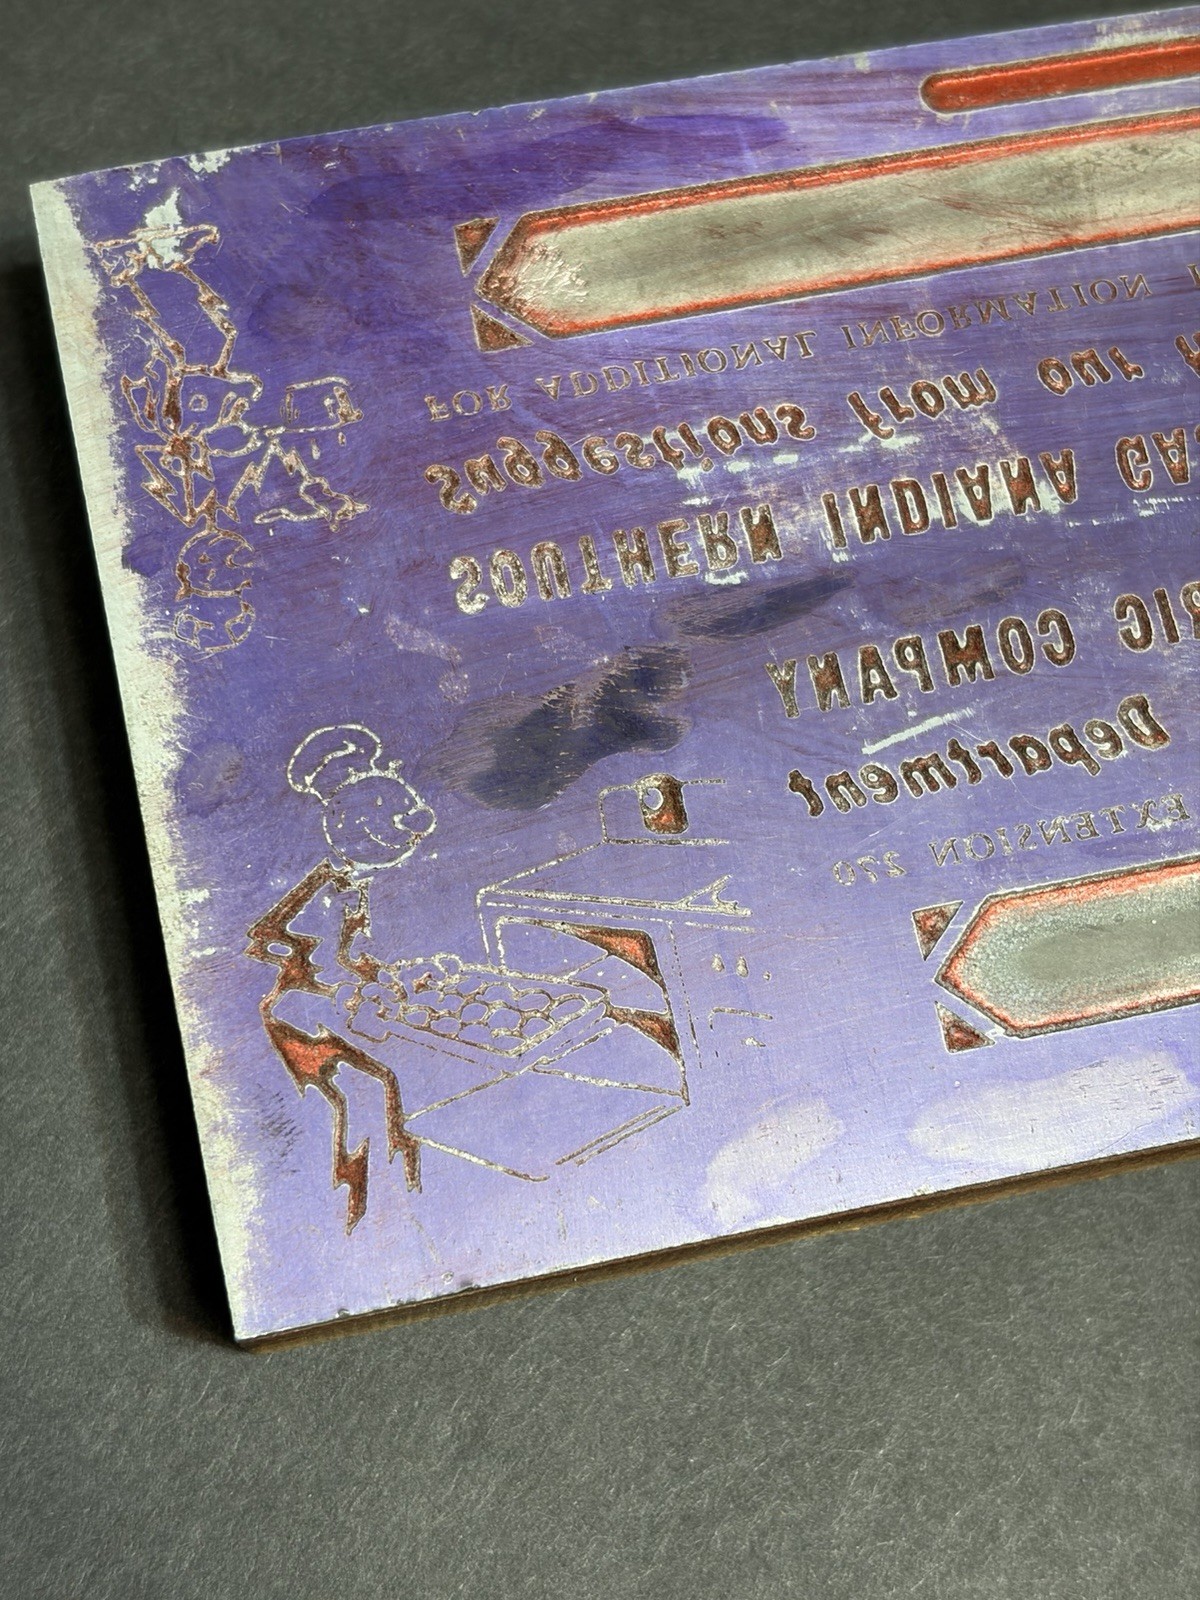 SOUTHERN INDIANA GAS
Suggestions from our
FOR ADDITIONAL INFORMATION
RIC COMPANY
Department
EXTENSION 270